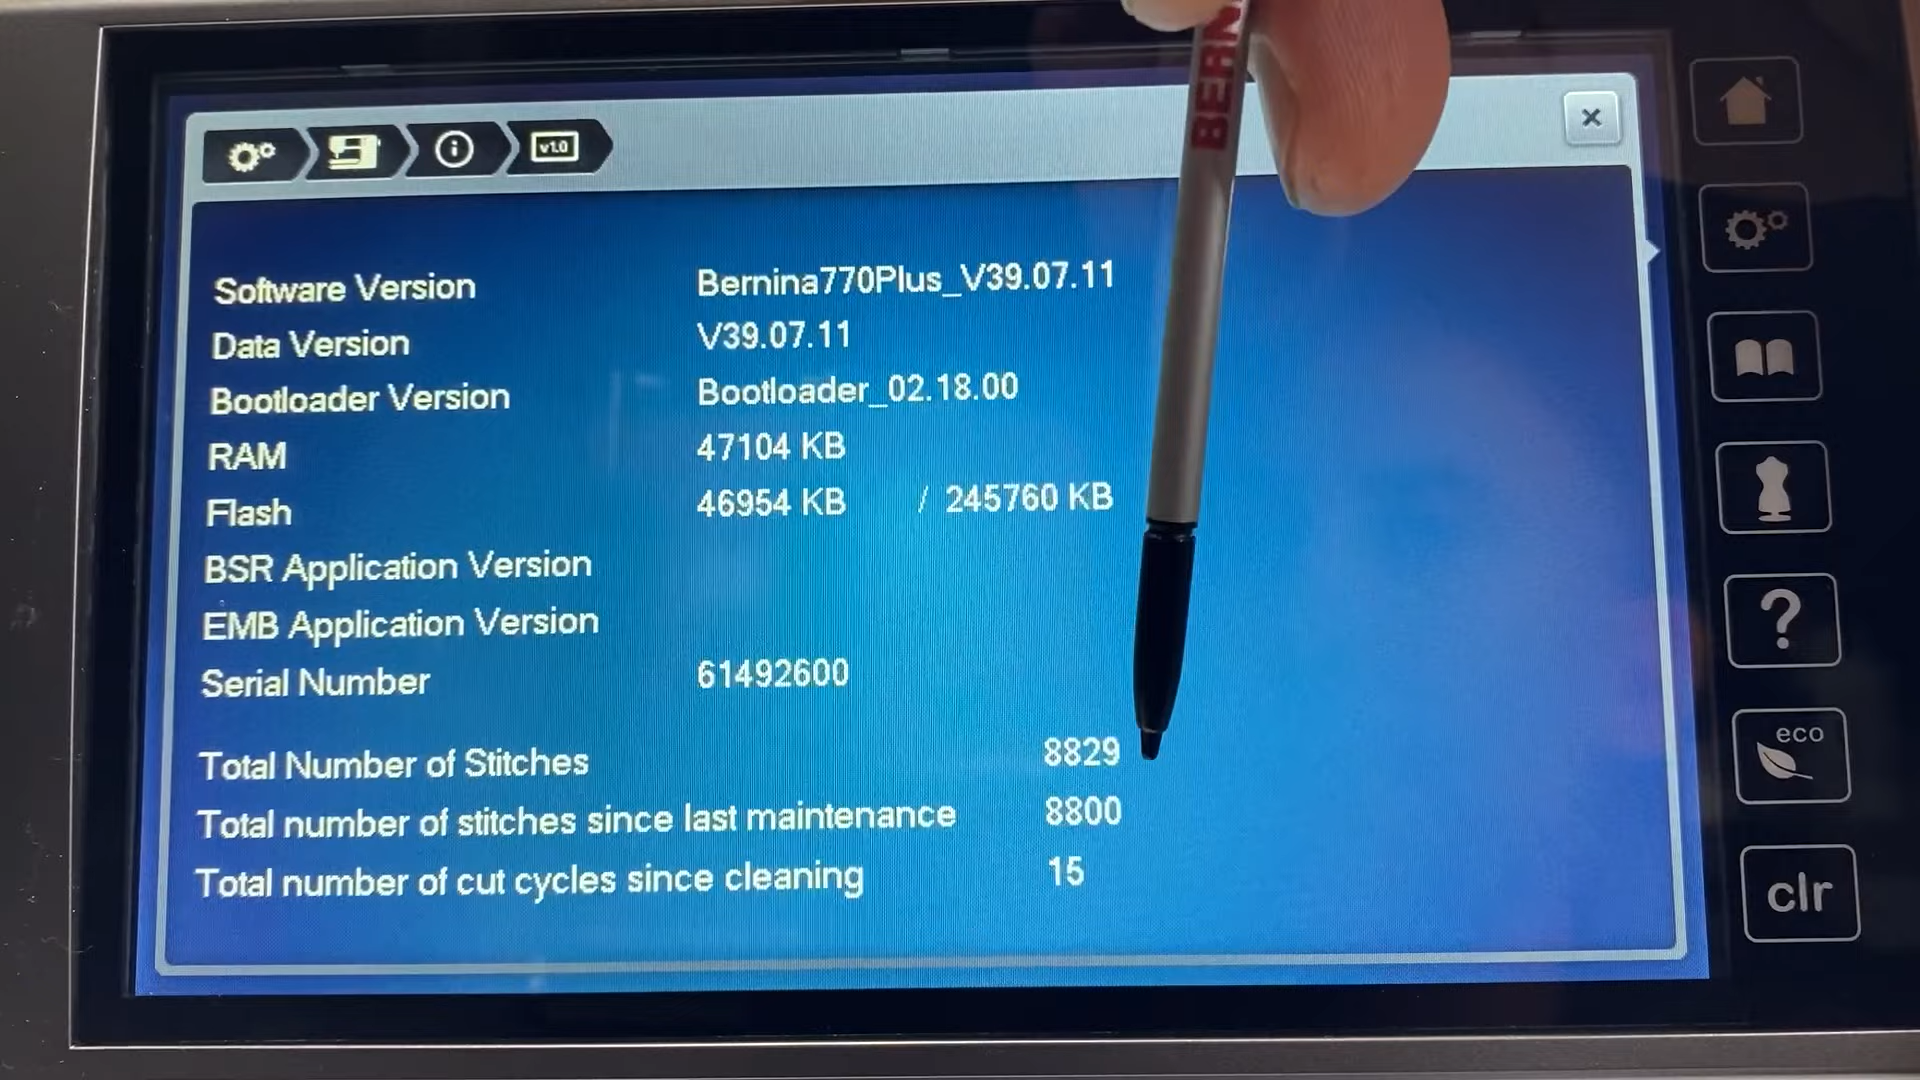 BERN
v1.0
×
Software Version Bernina770Plus_V39.07.11
Data Version V39.07.11
Bootloader Version Bootloader_02.18.00
RAM 47104 KB
Flash 46954 KB / 245760 KB
BSR Application Version
EMB Application Version
Serial Number 61492600
Total Number of Stitches 8829
Total number of stitches since last maintenance 8800
Total number of cut cycles since cleaning 15
?
eco
clr